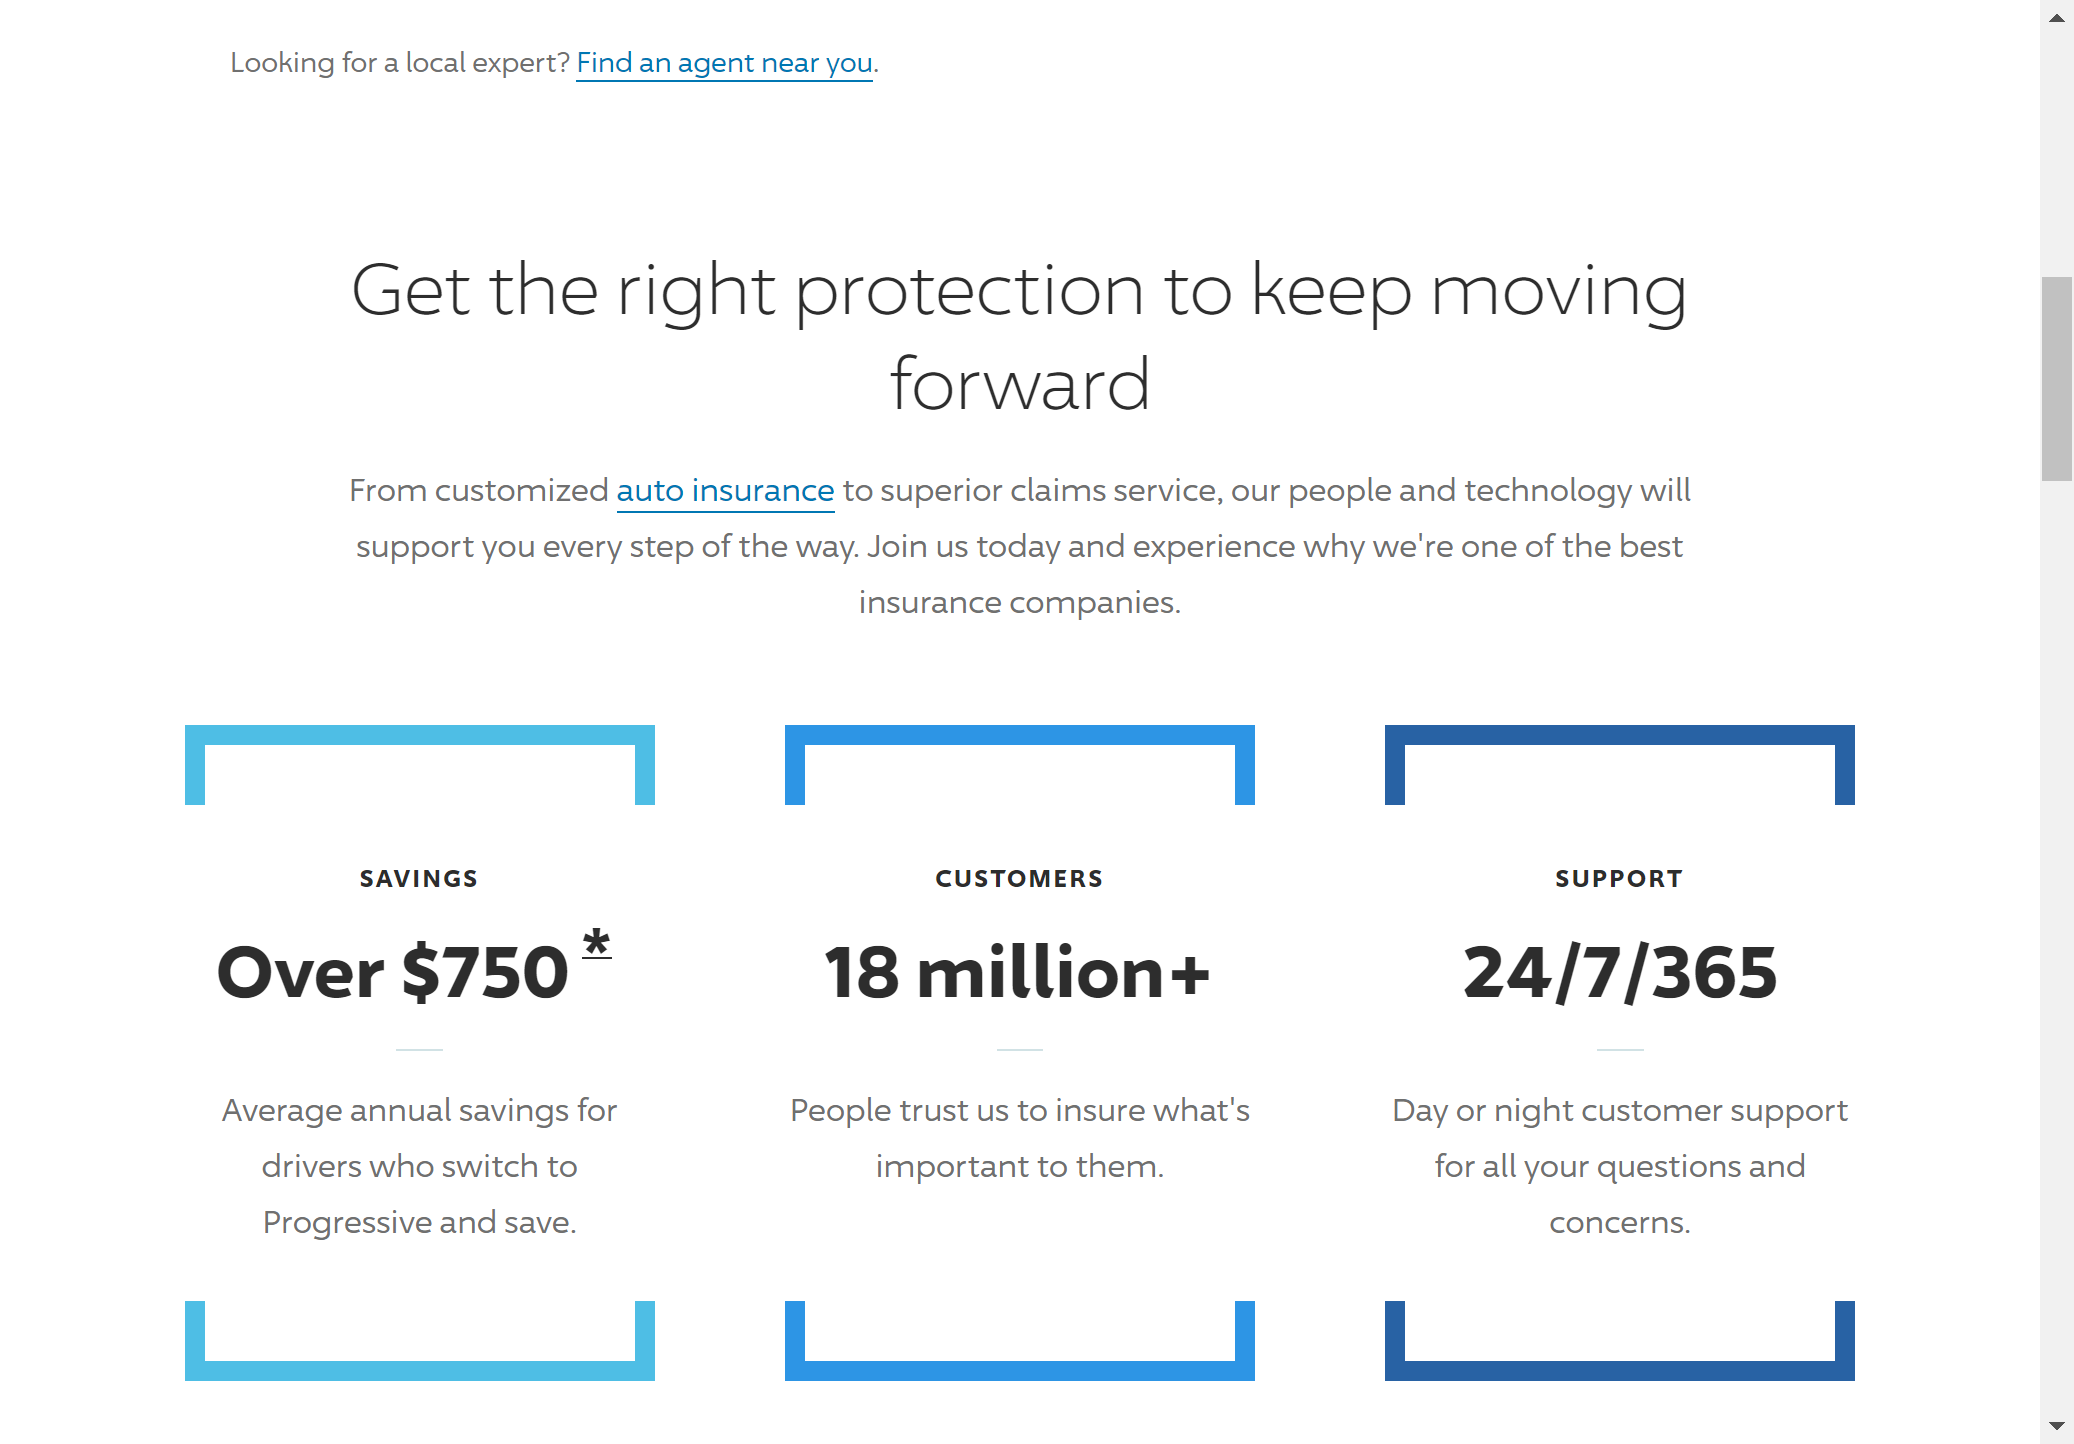 Looking for a local expert? Find an agent near you.
Get the right protection to keep moving
forward
From customized auto insurance to superior claims service, our people and technology will
support you every step of the way. Join us today and experience why we're one of the best
insurance companies.
SAVINGS
Over $750*
Average annual savings for
drivers who switch to
Progressive and save.
CUSTOMERS
18 million+
People trust us to insure what's
important to them.
SUPPORT
24/7/365
Day or night customer support
for all your questions and
concerns.